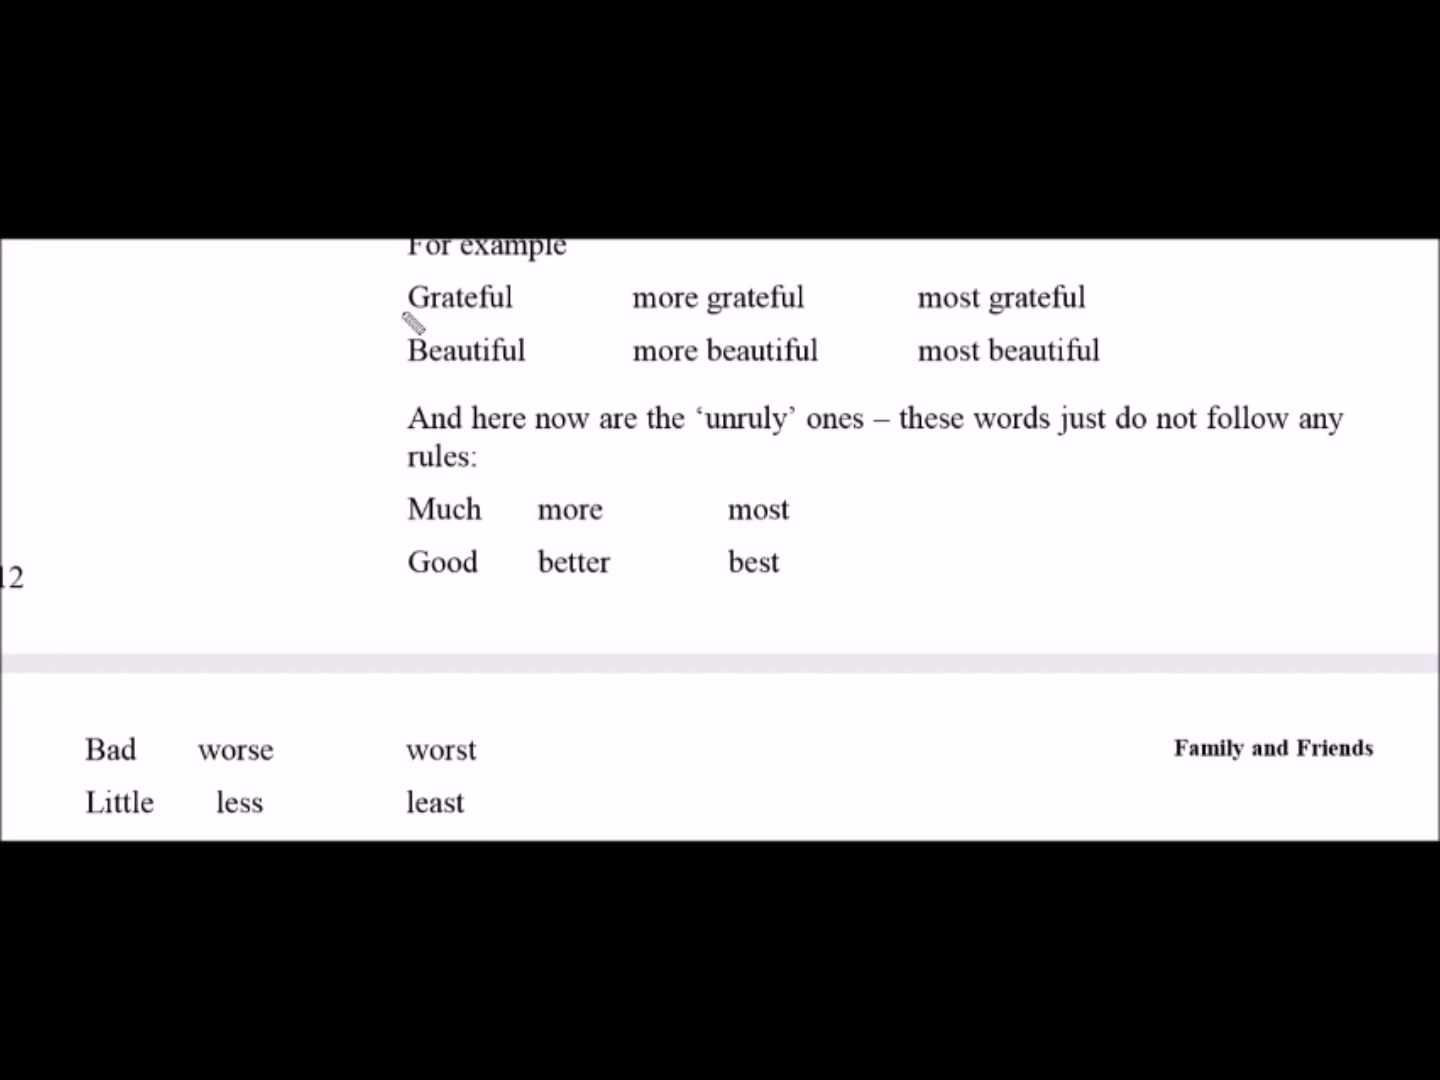 For example
Grateful more grateful most grateful
Beautiful more beautiful most beautiful
And here now are the ‘unruly’ ones – these words just do not follow any
rules:
Much more most
Good better best
12
Bad worse worst
Family and Friends
Little less least